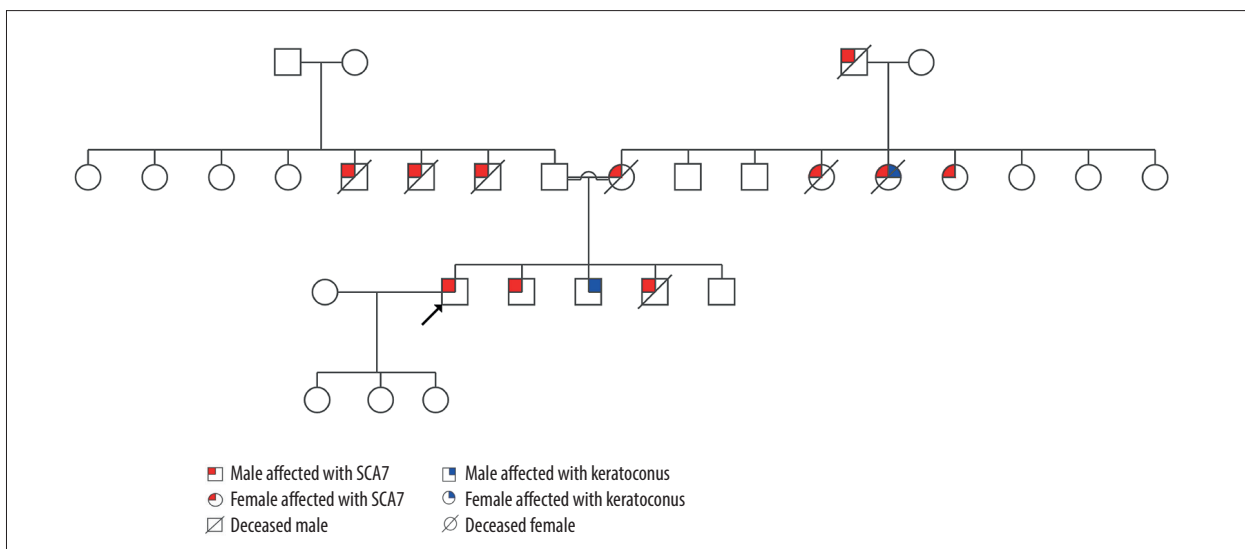 Male affected with SCA7
Male affected with keratoconus
Female affected with SCA7
Female affected with keratoconus
Deceased male
Deceased female